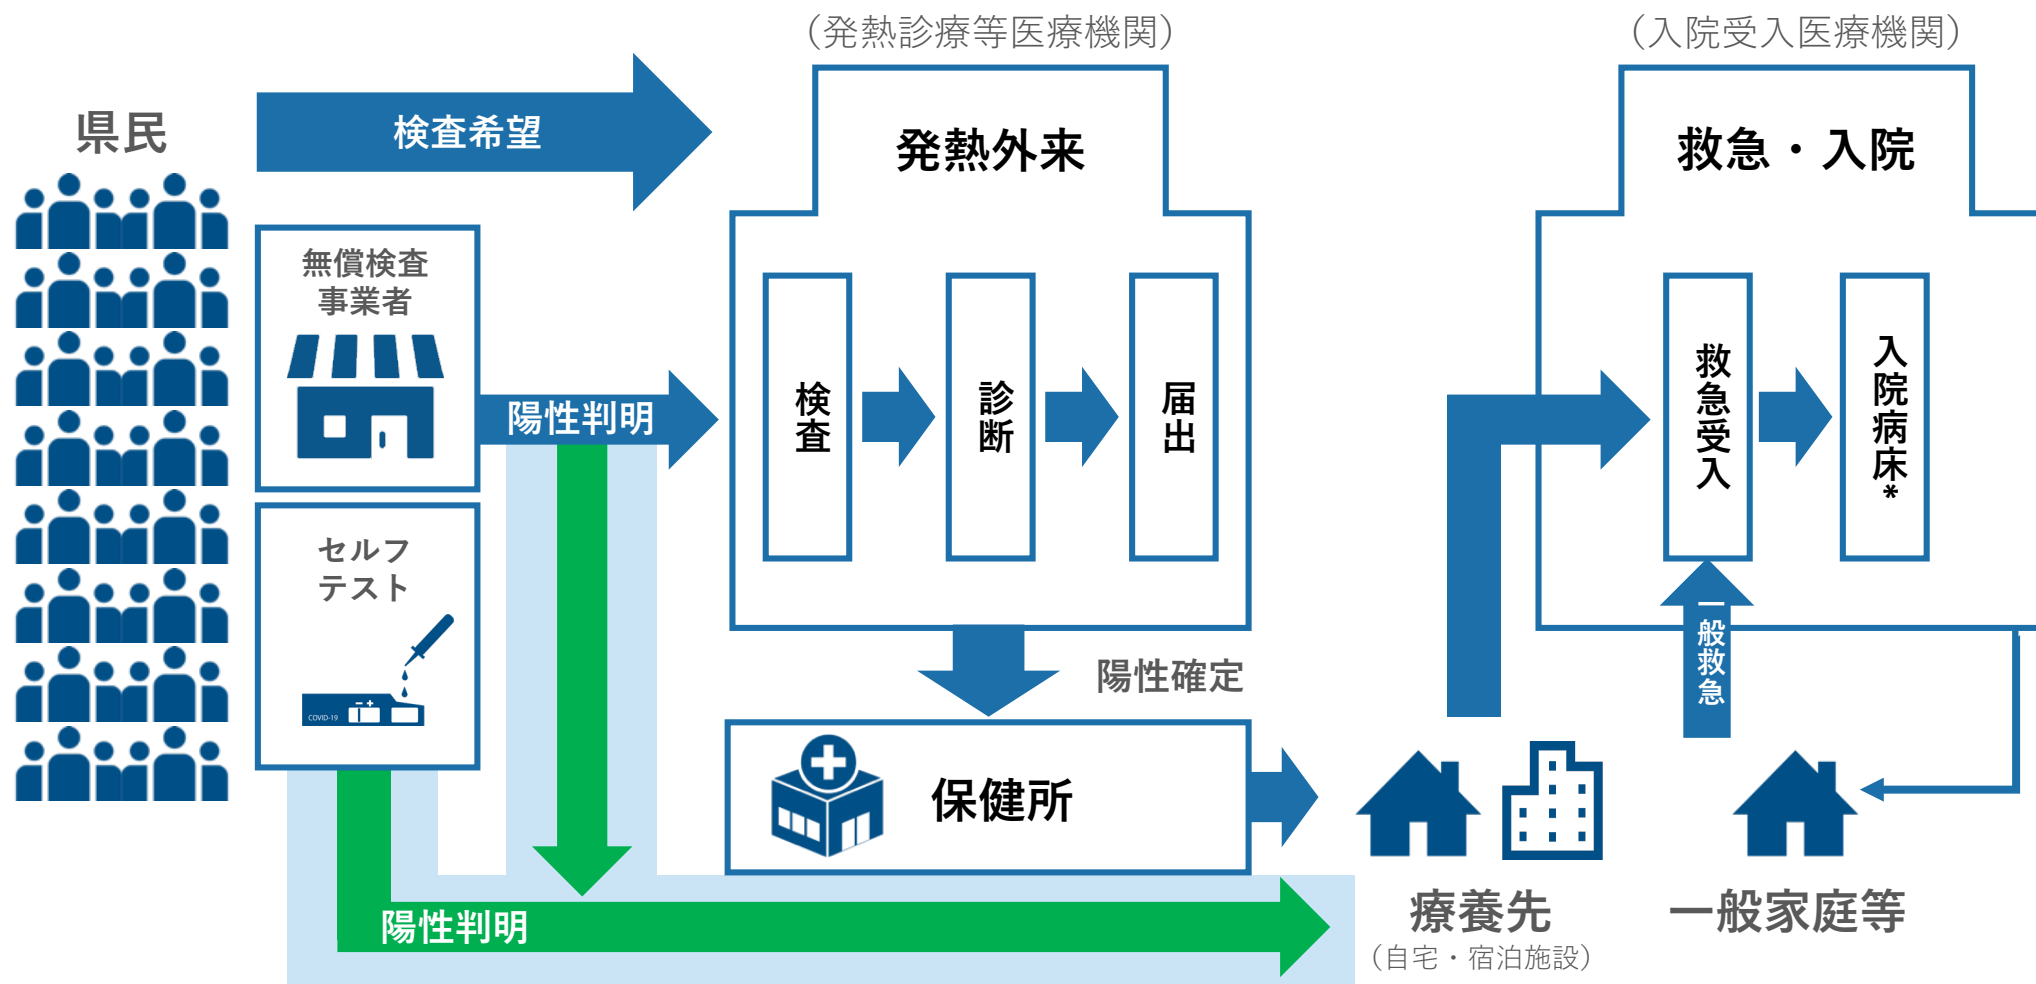 （発熱診療等医療機関）
（入院受入医療機関）
県民
検査希望
発熱外来
救急・入院
無償検査
事業者
陽性判明
検査
診断
届出
救急受入
入院病床*
セルフ
テスト
COVID-19
一般救急
陽性確定
保健所
陽性判明
療養先
（自宅・宿泊施設）
一般家庭等